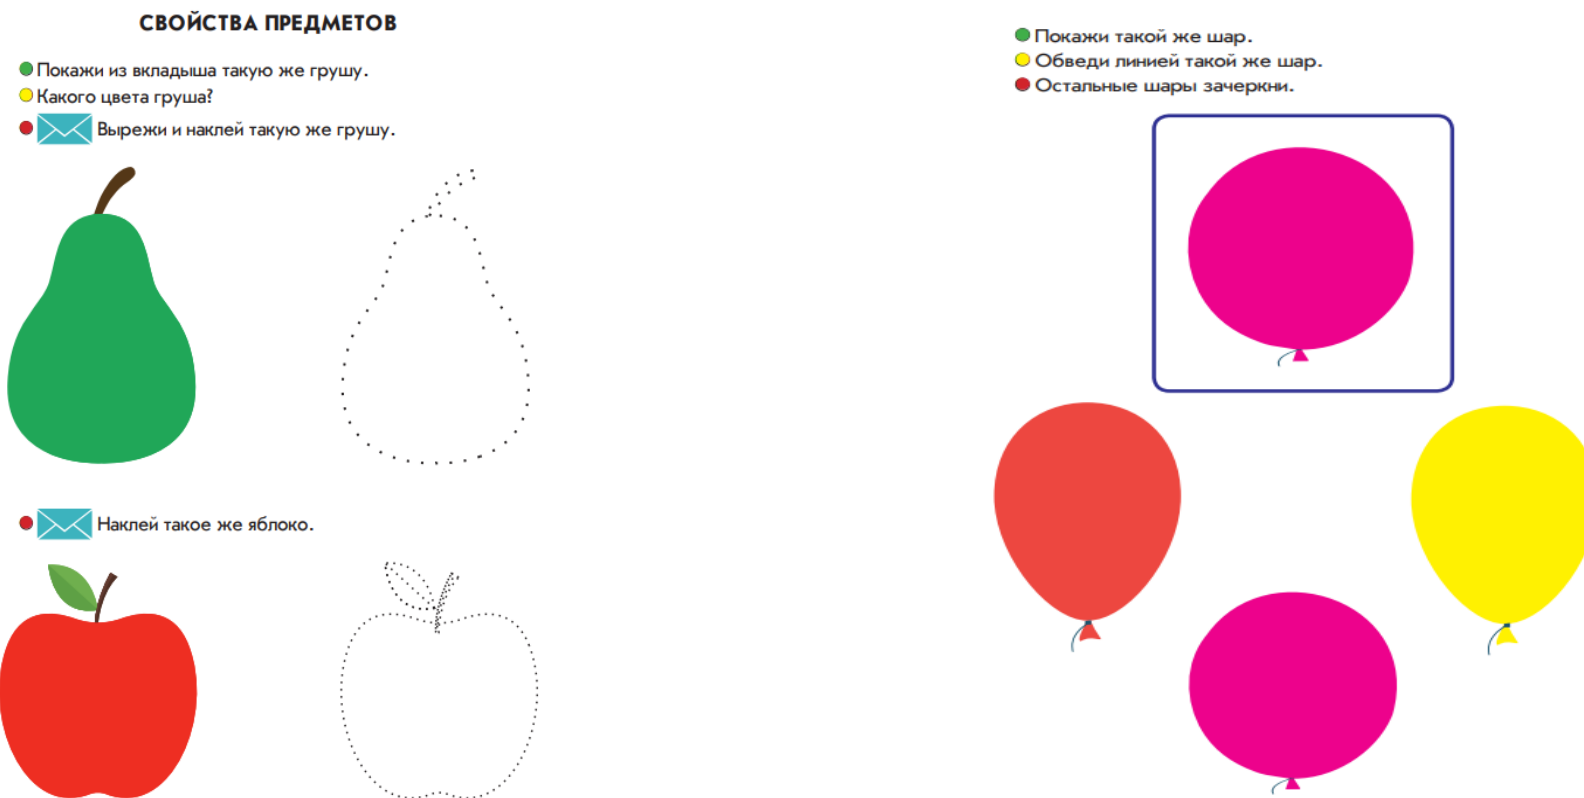 СВОЙСТВА ПРЕДМЕТОВ
Покажи из вкладыша такую же грушу.
Какого цвета груша?
Вырежи и наклей такую же грушу.
Наклей такое же яблоко.
Покажи такой же шар.
Обведи линией такой же шар.
Остальные шары зачеркни.